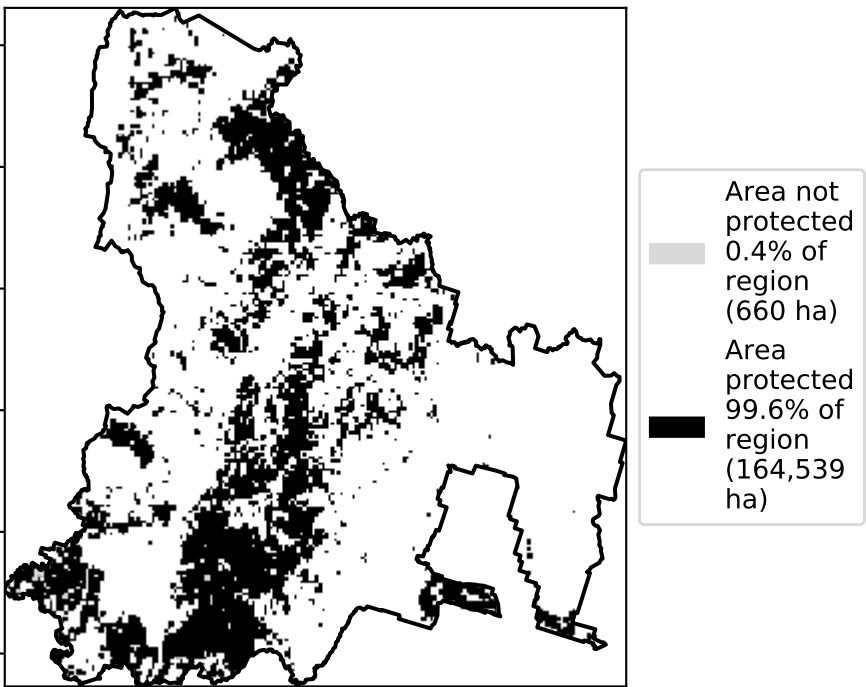 Area not
protected
0.4% of
region
(660 ha)
Area
protected
99.6% of
region
(164,539
ha)